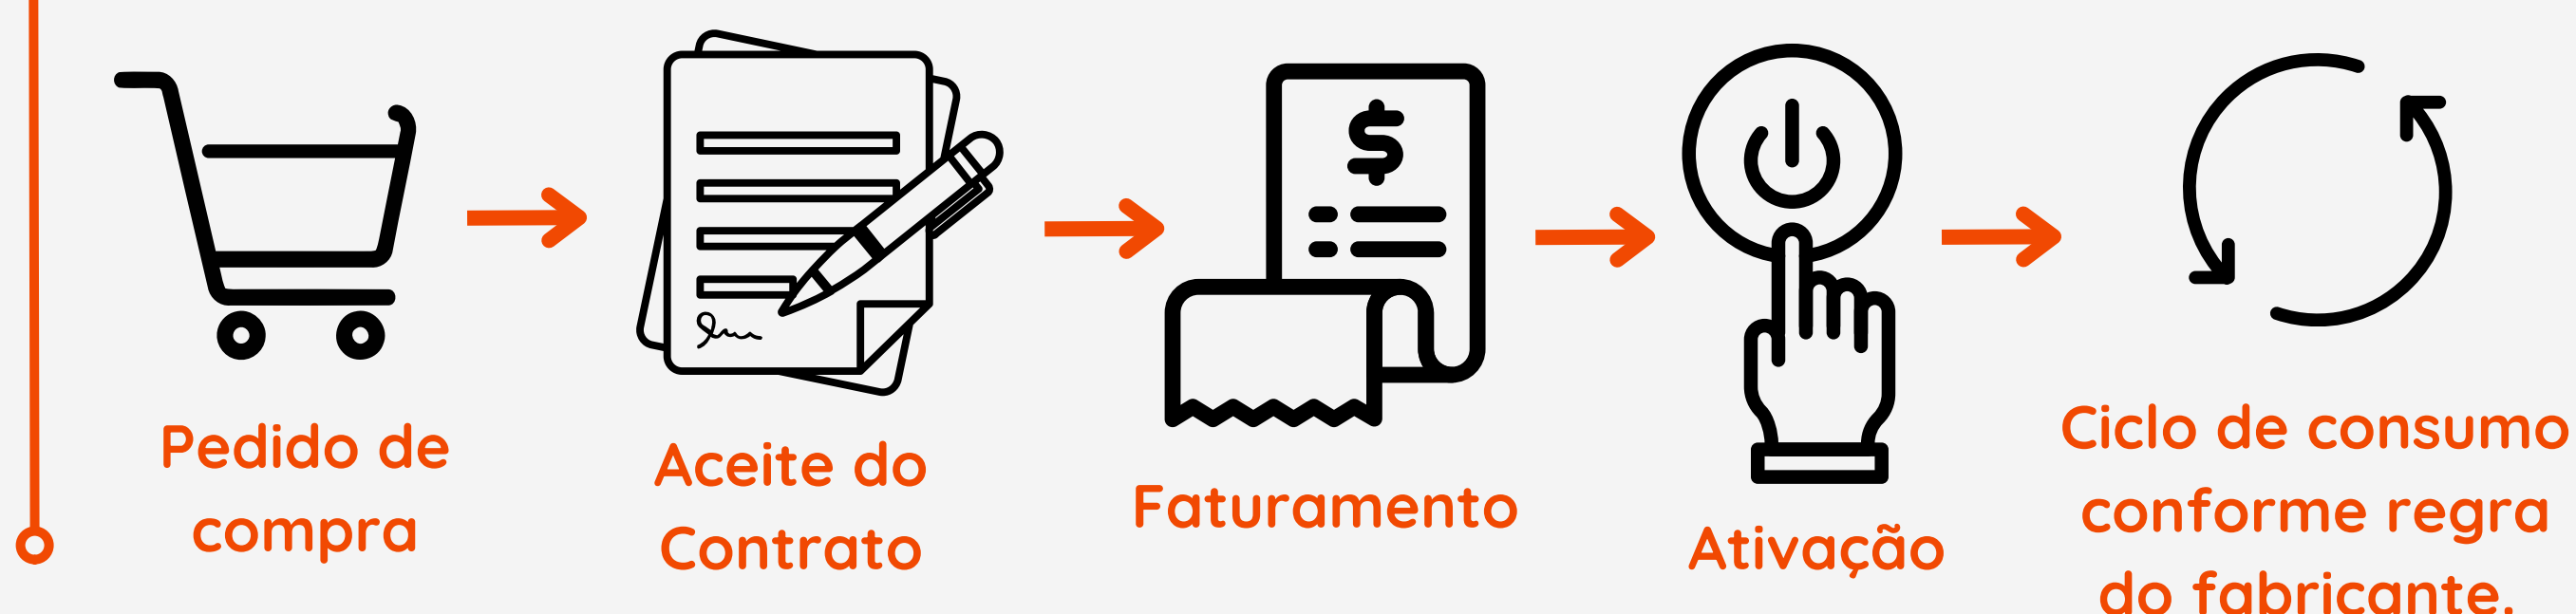 Pedido de
compra
Aceite do
Contrato
Faturamento
Ativação
Ciclo de consumo
conforme regra
do fabricante.
$